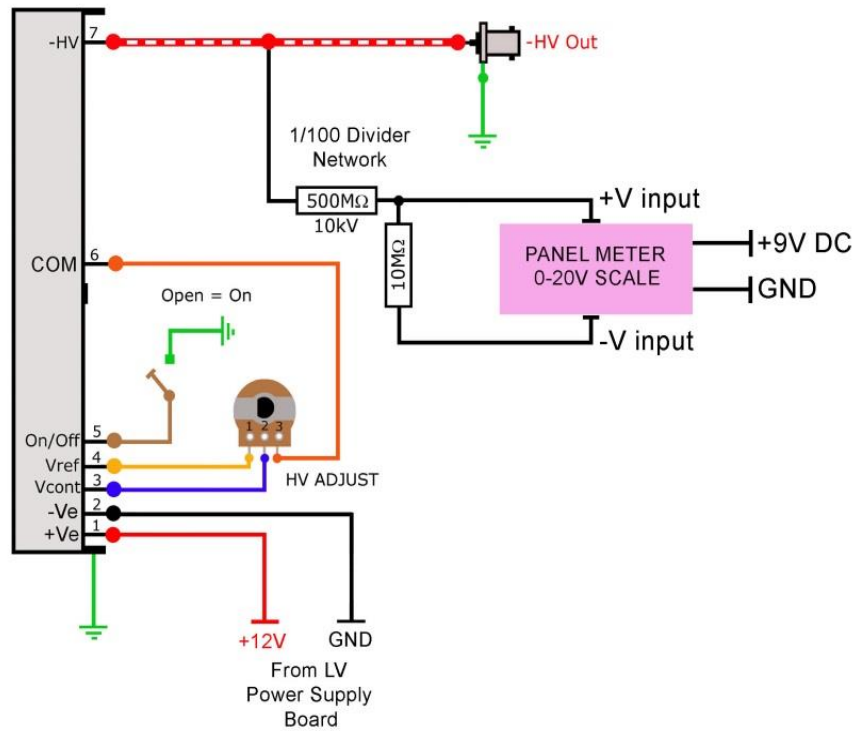 7
-HV
-HV Out
1/100 Divider
Network
500MΩ
10kV
+V input
10MΩ
PANEL METER
0-20V SCALE
+9V DC
GND
-V input
6
COM
Open = On
1 2 3
HV ADJUST
5
On/Off
4
Vref
3
Vcont
2
-Ve
1
+Ve
+12V
GND
From LV
Power Supply
Board